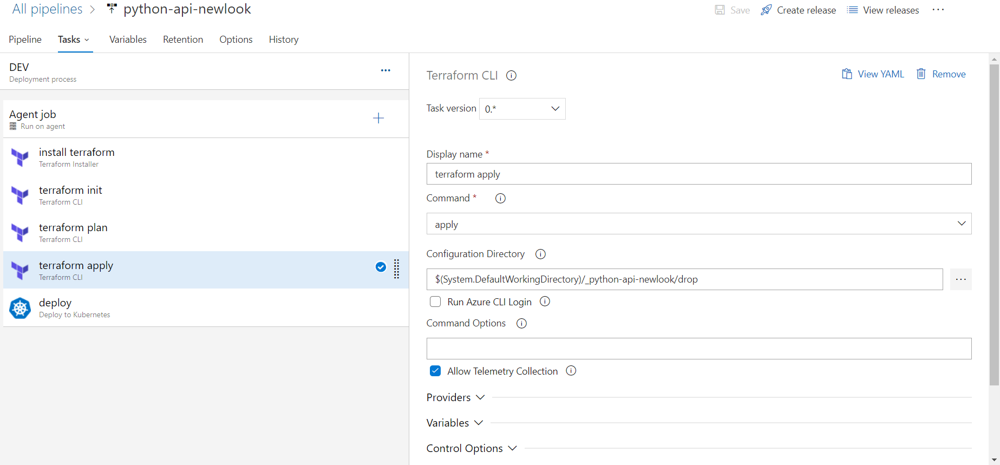 All pipelines > python-api-newlook
Save Create release View releases ...
Pipeline Tasks Variables Retention Options History
DEV
Deployment process
...
Agent job
Run on agent
install terraform
Terraform Installer
terraform init
Terraform CLI
terraform plan
Terraform CLI
terraform apply
Terraform CLI
deploy
Deploy to Kubernetes
Terraform CLI
View YAML Remove
Task version 0.*
Display name *
terraform apply
Command *
apply
Configuration Directory
$(System.DefaultWorkingDirectory)/_python-api-newlook/drop ...
Run Azure CLI Login
Command Options
Allow Telemetry Collection
Providers
Variables
Control Options